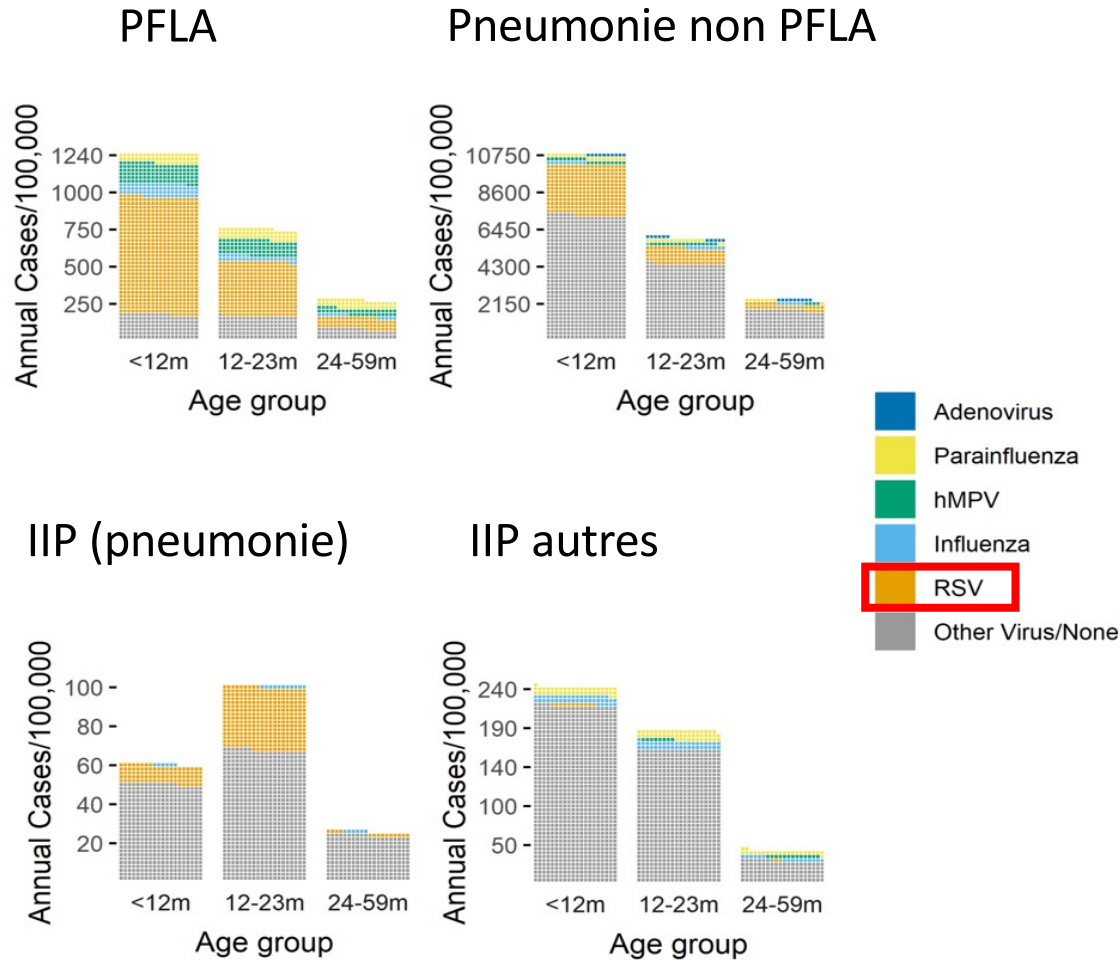 PFLA
Pneumonie non PFLA
Annual Cases/100,000
1240
1000
750
500
250
<12m 12-23m 24-59m
Age group
Annual Cases/100,000
10750
8600
6450
4300
2150
<12m 12-23m 24-59m
Age group
Adenovirus
Parainfluenza
hMPV
Influenza
RSV
Other Virus/None
IIP (pneumonie)
IIP autres
Annual Cases/100,000
100
80
60
40
20
<12m 12-23m 24-59m
Age group
Annual Cases/100,000
240
190
140
100
50
<12m 12-23m 24-59m
Age group